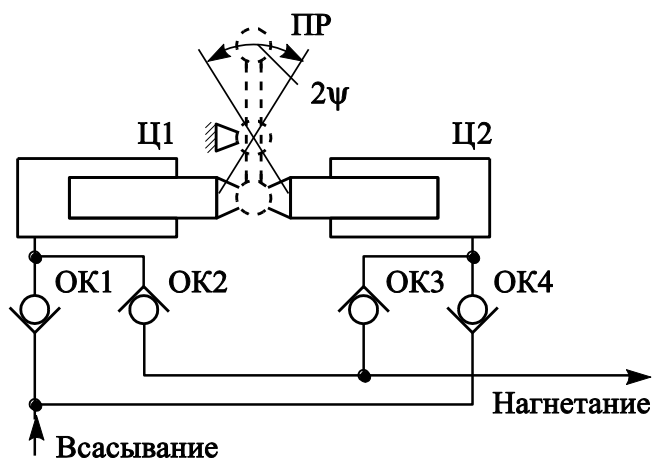 ПР
2ψ
Ц1
Ц2
ОК1
ОК2
ОК3
ОК4
Нагнетание
Всасывание